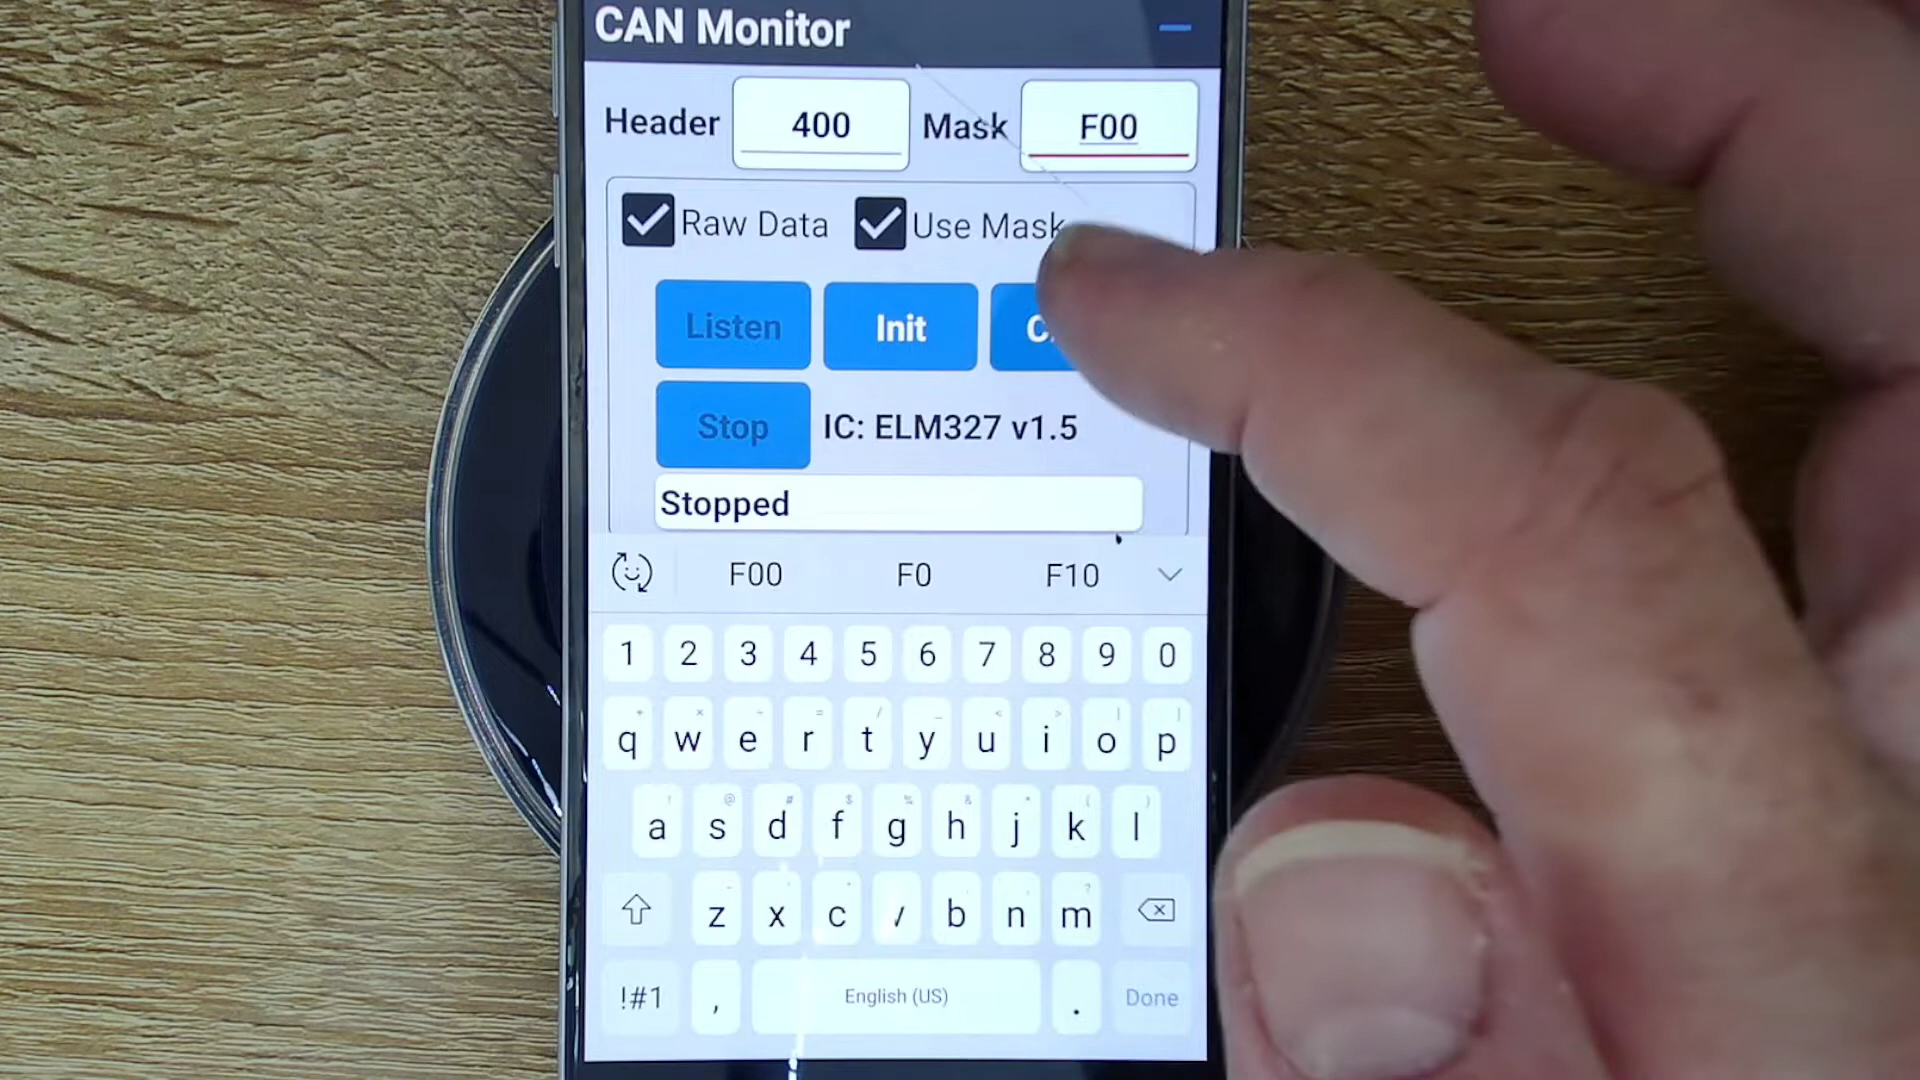 CAN Monitor
Header 400 Mask F00
Raw Data Use Mask
Listen Init
Stop IC: ELM327 v1.5
Stopped
F00 F0 F10
1 2 3 4 5 6 7 8 9 0
q w e r t y u i o p
a s d f g h j k l
z x c v b n m
!#1 , English (US) . Done